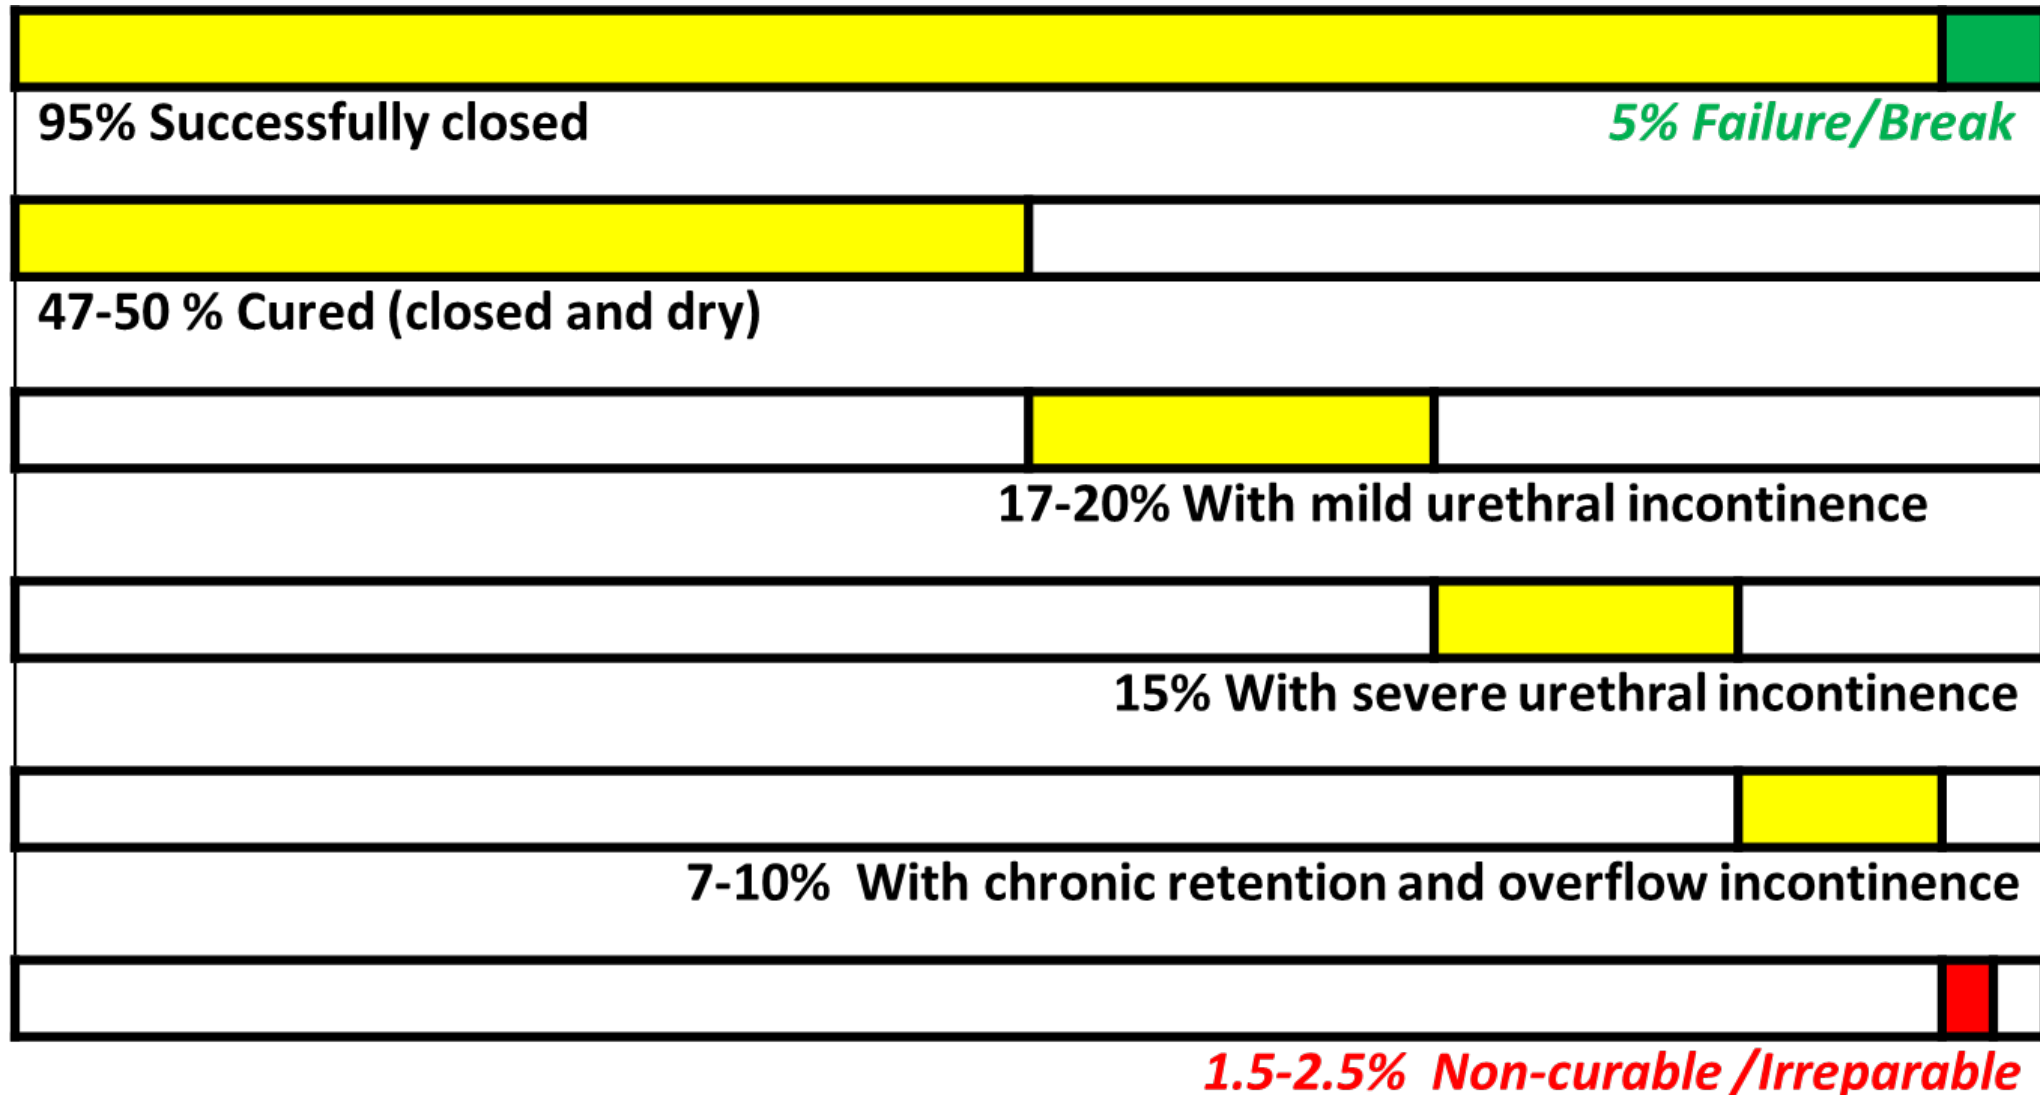 95% Successfully closed
5% Failure/Break
47-50 % Cured (closed and dry)
17-20% With mild urethral incontinence
15% With severe urethral incontinence
7-10%  With chronic retention and overflow incontinence
1.5-2.5%  Non-curable /Irreparable